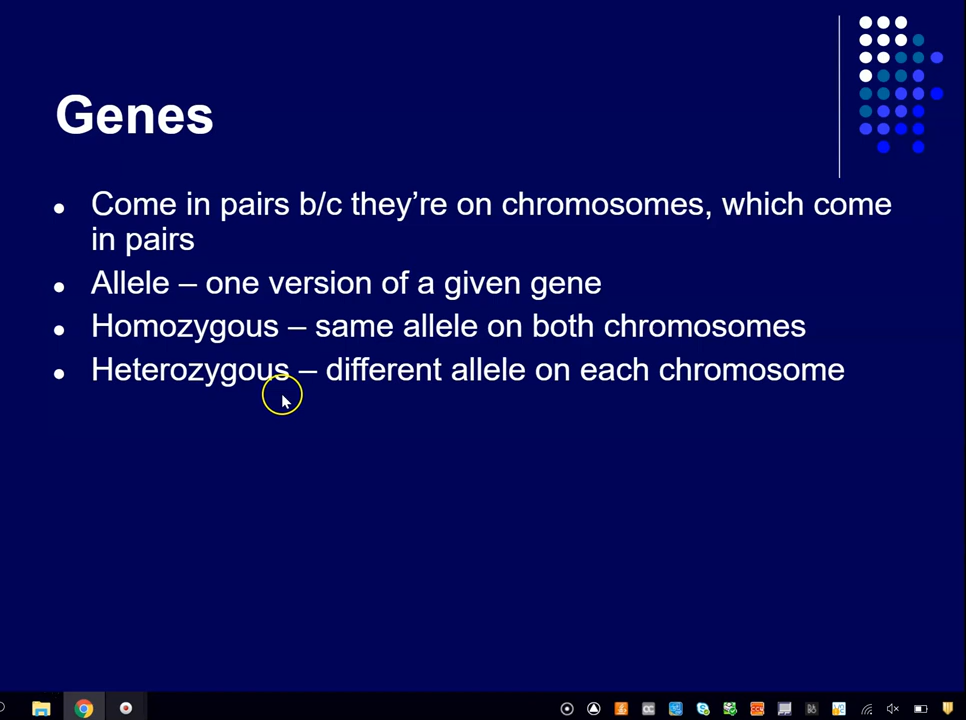 Genes
Come in pairs b/c they’re on chromosomes, which come
in pairs
Allele – one version of a given gene
Homozygous – same allele on both chromosomes
Heterozygous – different allele on each chromosome